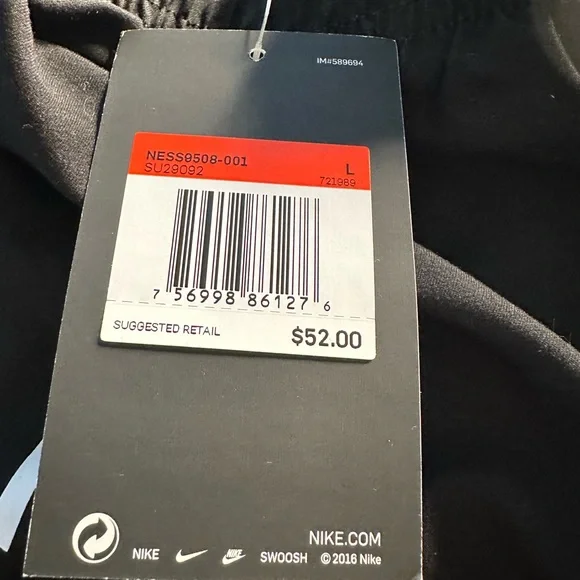 IM#589694
NESS9508-001
SU29092
L
721989
7 56998 86127 6
SUGGESTED RETAIL $52.00
NIKE.COM
NIKE NIKE SWOOSH © 2016 Nike